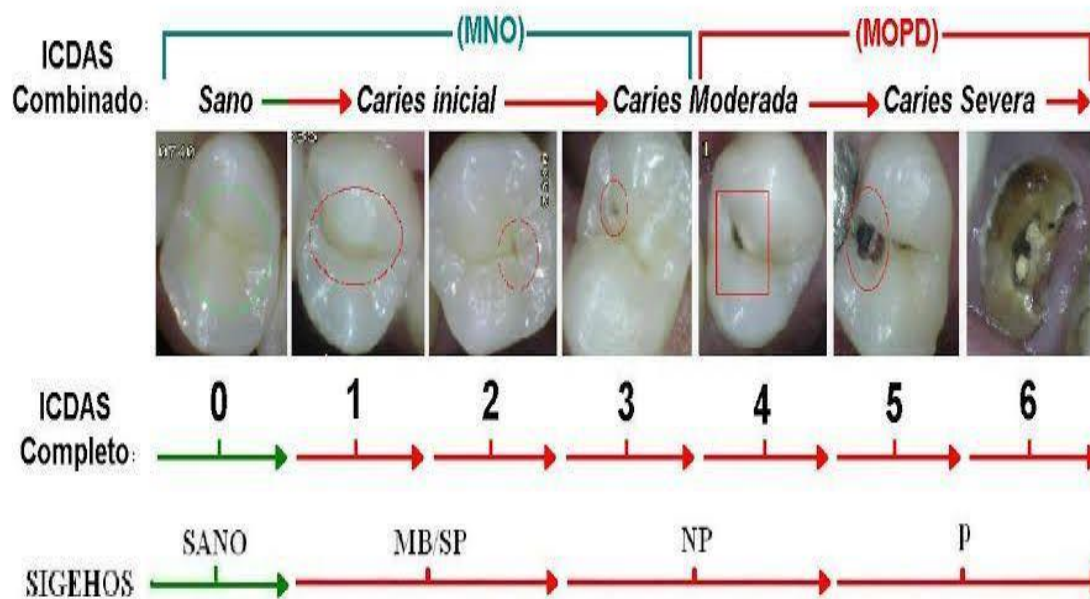 (MNO) (MOPD)
ICDAS
Combinado: Sano Caries inicial Caries Moderada Caries Severa
0 1 2 3 4 5 6
ICDAS
Completo:
SANO MB/SP NP P
SIGEHOS